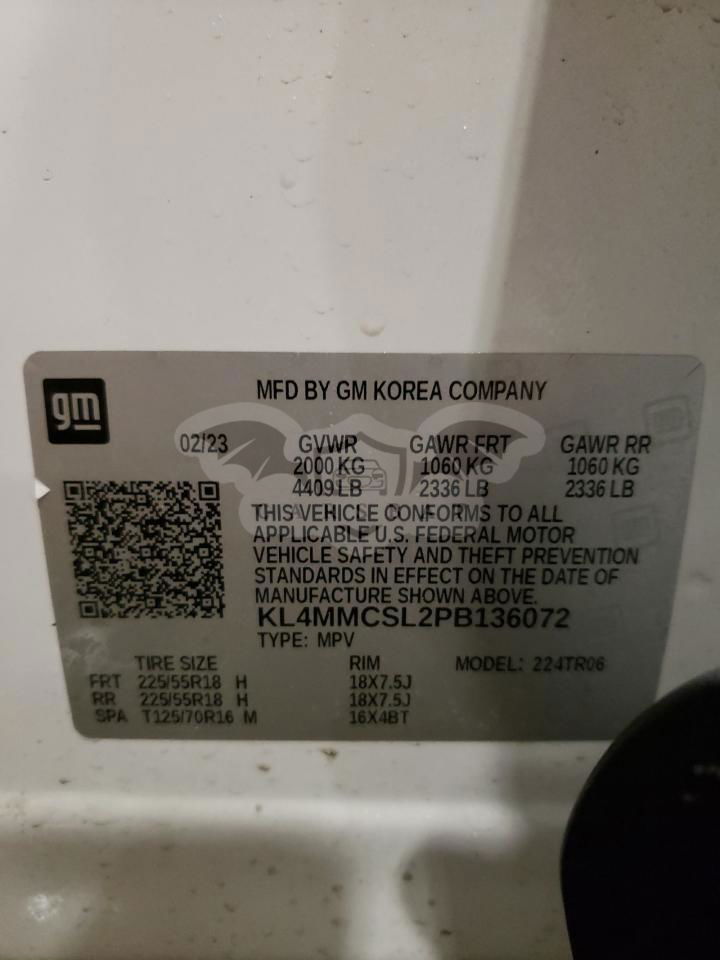 gm
MFD BY GM KOREA COMPANY
02/23 GVWR GAWR FRT GAWR RR
2000 KG 1060 KG 1060 KG
4409 LB 2336 LB 2336 LB
THIS VEHICLE CONFORMS TO ALL
APPLICABLE U.S. FEDERAL MOTOR
VEHICLE SAFETY AND THEFT PREVENTION
STANDARDS IN EFFECT ON THE DATE OF
MANUFACTURE SHOWN ABOVE.
KL4MMCSL2PB136072
TYPE: MPV
TIRE SIZE RIM MODEL: 224TR06
FRT 225/55R18 H 18X7.5J
RR 225/55R18 H 18X7.5J
SPA T125/70R16 M 16X4BT